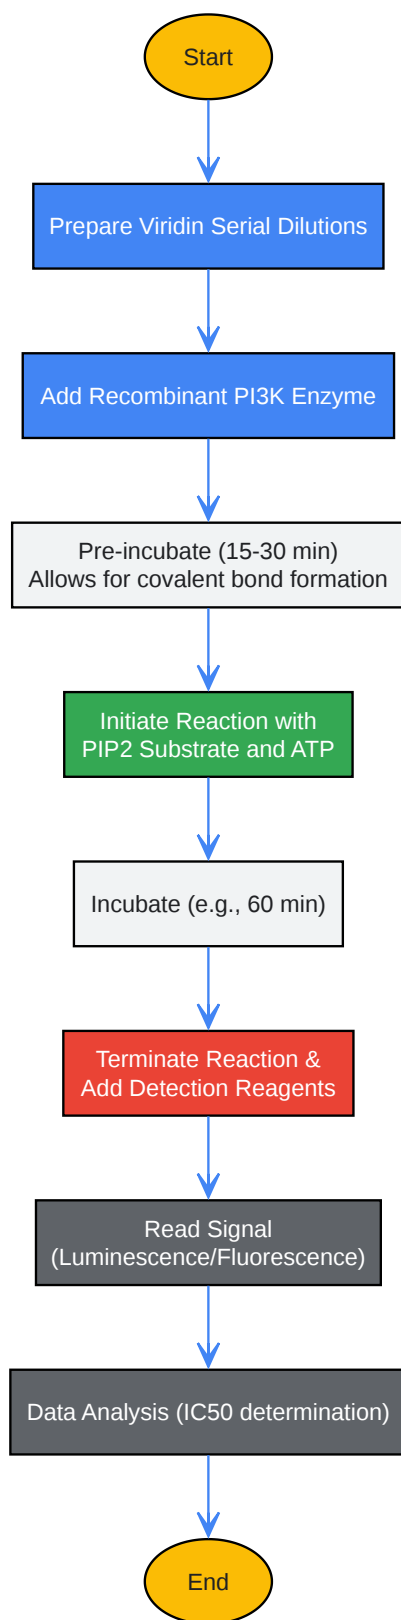 Start
Prepare Viridin Serial Dilutions
Add Recombinant PI3K Enzyme
Pre-incubate (15-30 min)
Allows for covalent bond formation
Initiate Reaction with
PIP2 Substrate and ATP
Incubate (e.g., 60 min)
Terminate Reaction &
Add Detection Reagents
Read Signal
(Luminescence/Fluorescence)
Data Analysis (IC50 determination)
End